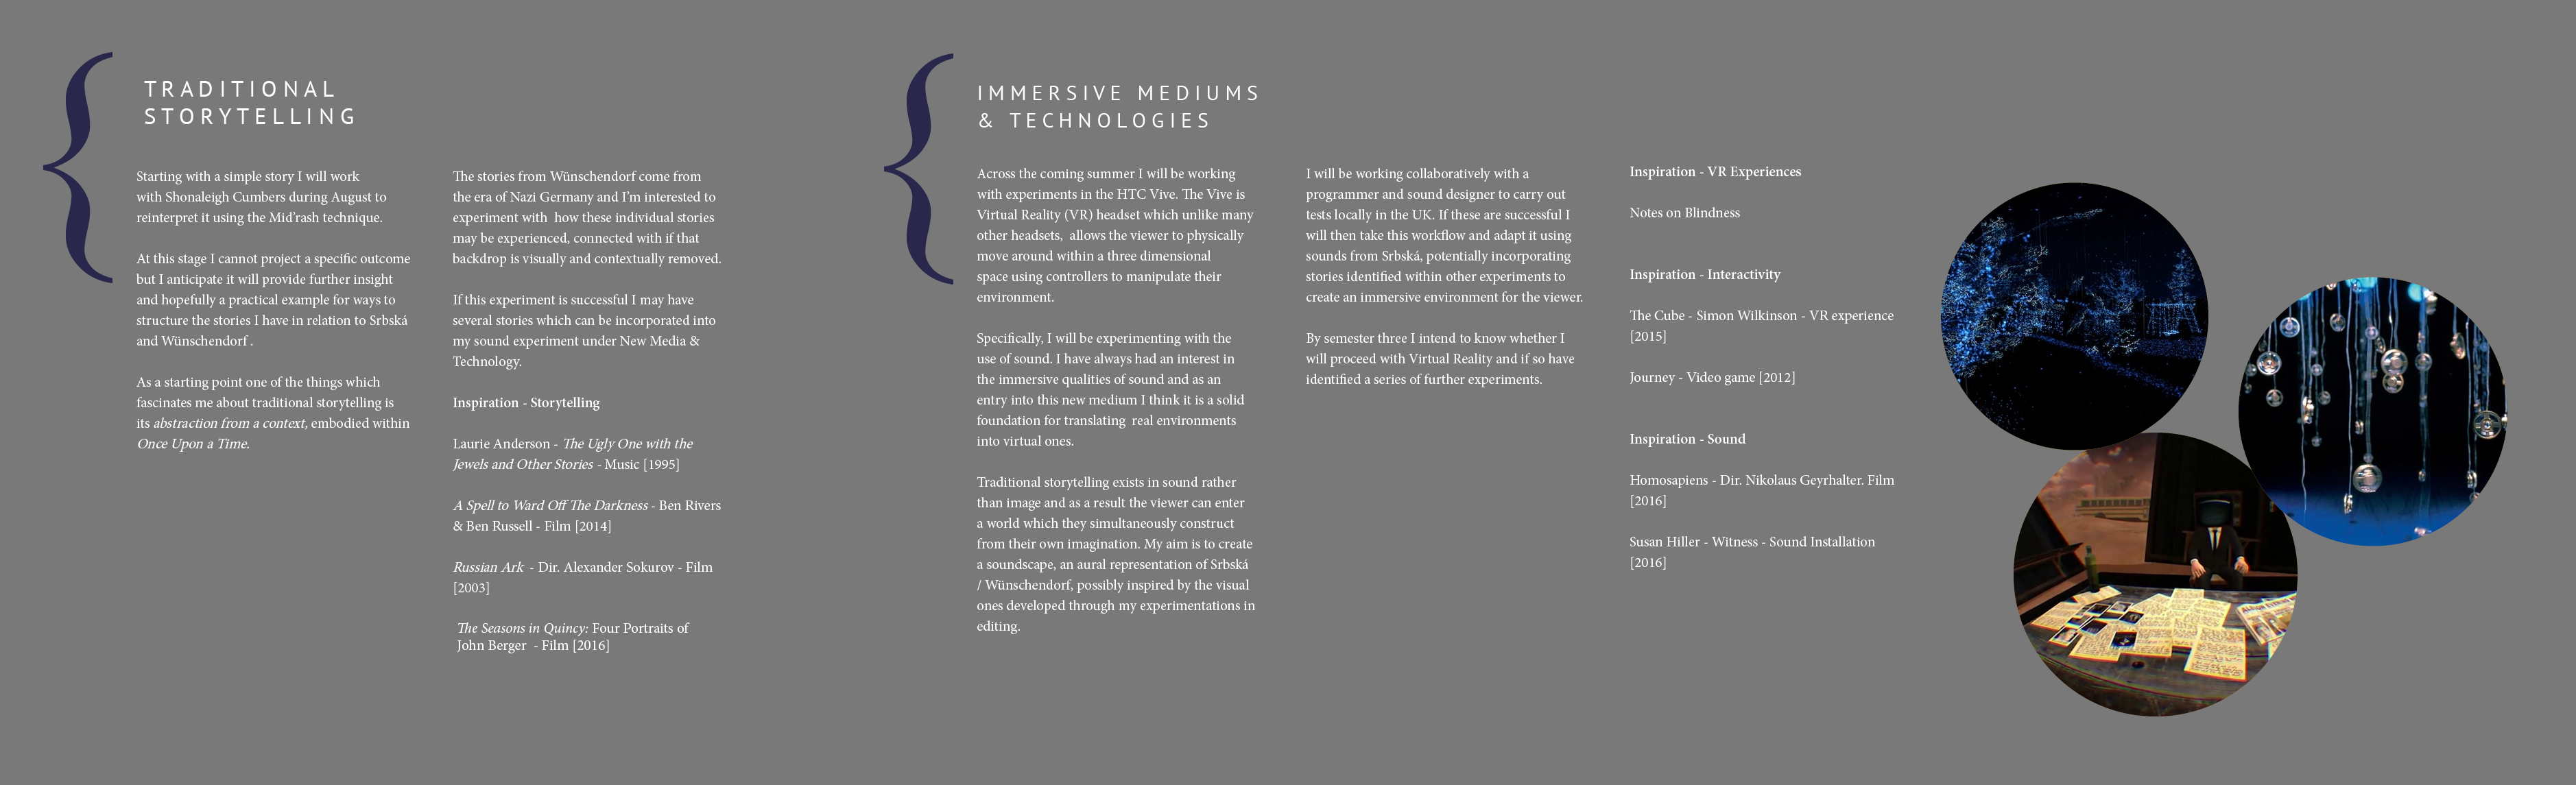 TRADITIONAL
STORYTELLING
Starting with a simple story I will work
with Shonaleigh Cumbers during August to
reinterpret it using the Mid'rash technique.
At this stage I cannot project a specific outcome
but I anticipate it will provide further insight
and hopefully a practical example for ways to
structure the stories I have in relation to Srbská
and Wünschendorf .
As a starting point one of the things which
fascinates me about traditional storytelling is
its abstraction from a context, embodied within
Once Upon a Time.
The stories from Wünschendorf come from
the era of Nazi Germany and I'm interested to
experiment with  how these individual stories
may be experienced, connected with if that
backdrop is visually and contextually removed.
If this experiment is successful I may have
several stories which can be incorporated into
my sound experiment under New Media &
Technology.
Inspiration - Storytelling
Laurie Anderson - The Ugly One with the
Jewels and Other Stories - Music [1995]
A Spell to Ward Off The Darkness - Ben Rivers
& Ben Russell - Film [2014]
Russian Ark  - Dir. Alexander Sokurov - Film
[2003]
The Seasons in Quincy: Four Portraits of
John Berger  - Film [2016]
IMMERSIVE MEDIUMS
& TECHNOLOGIES
Across the coming summer I will be working
with experiments in the HTC Vive. The Vive is
Virtual Reality (VR) headset which unlike many
other headsets,  allows the viewer to physically
move around within a three dimensional
space using controllers to manipulate their
environment.
Specifically, I will be experimenting with the
use of sound. I have always had an interest in
the immersive qualities of sound and as an
entry into this new medium I think it is a solid
foundation for translating  real environments
into virtual ones.
Traditional storytelling exists in sound rather
than image and as a result the viewer can enter
a world which they simultaneously construct
from their own imagination. My aim is to create
a soundscape, an aural representation of Srbská
/ Wünschendorf, possibly inspired by the visual
ones developed through my experimentations in
editing.
I will be working collaboratively with a
programmer and sound designer to carry out
tests locally in the UK. If these are successful I
will then take this workflow and adapt it using
sounds from Srbská, potentially incorporating
stories identified within other experiments to
create an immersive environment for the viewer.
By semester three I intend to know whether I
will proceed with Virtual Reality and if so have
identified a series of further experiments.
Inspiration - VR Experiences
Notes on Blindness
Inspiration - Interactivity
The Cube - Simon Wilkinson - VR experience
[2015]
Journey - Video game [2012]
Inspiration - Sound
Homosapiens - Dir. Nikolaus Geyrhalter. Film
[2016]
Susan Hiller - Witness - Sound Installation
[2016]